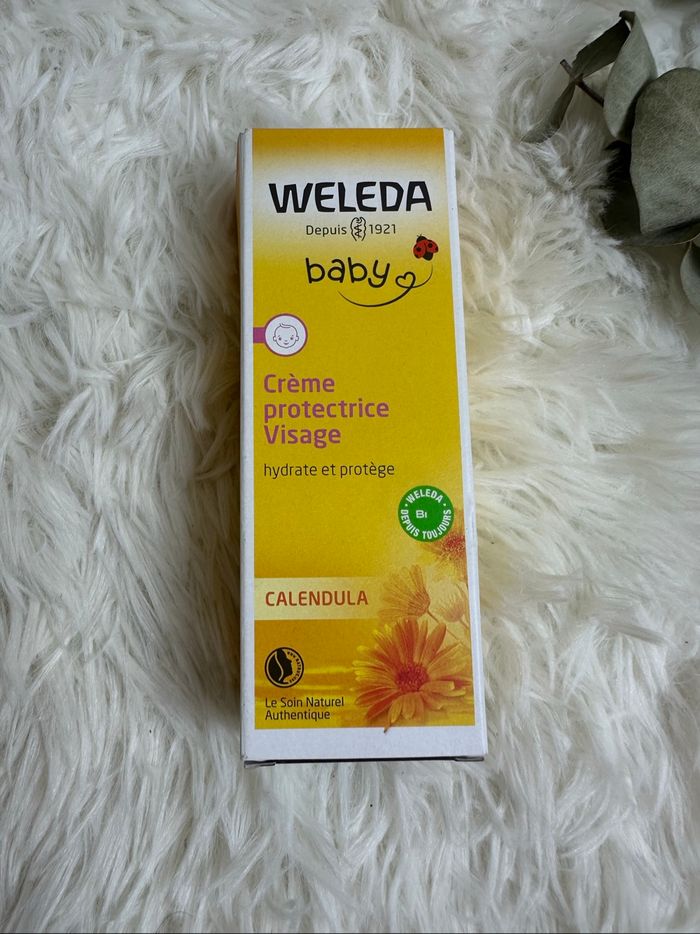 WELEDA
Depuis 1921
baby
Crème
protectrice
Visage
hydrate et protège
WELEDA
DEPUIS TOUJOURS
CALENDULA
Le Soin Naturel
Authentique